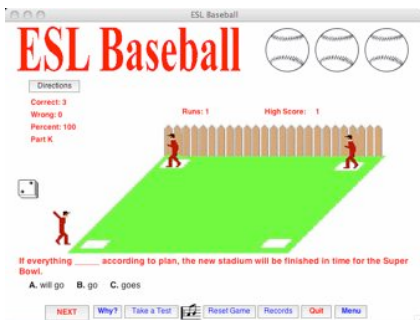 ESL Baseball
ESL Baseball
Directions
Correct: 3
Wrong: 0
Percent: 100
Part K
Runs: 1 High Score: 1
If everything _____ according to plan, the new stadium will be finished in time for the Super
Bowl.
A. will go B. go C. goes
NEXT Why? Take a Test Reset Game Records Quit Menu